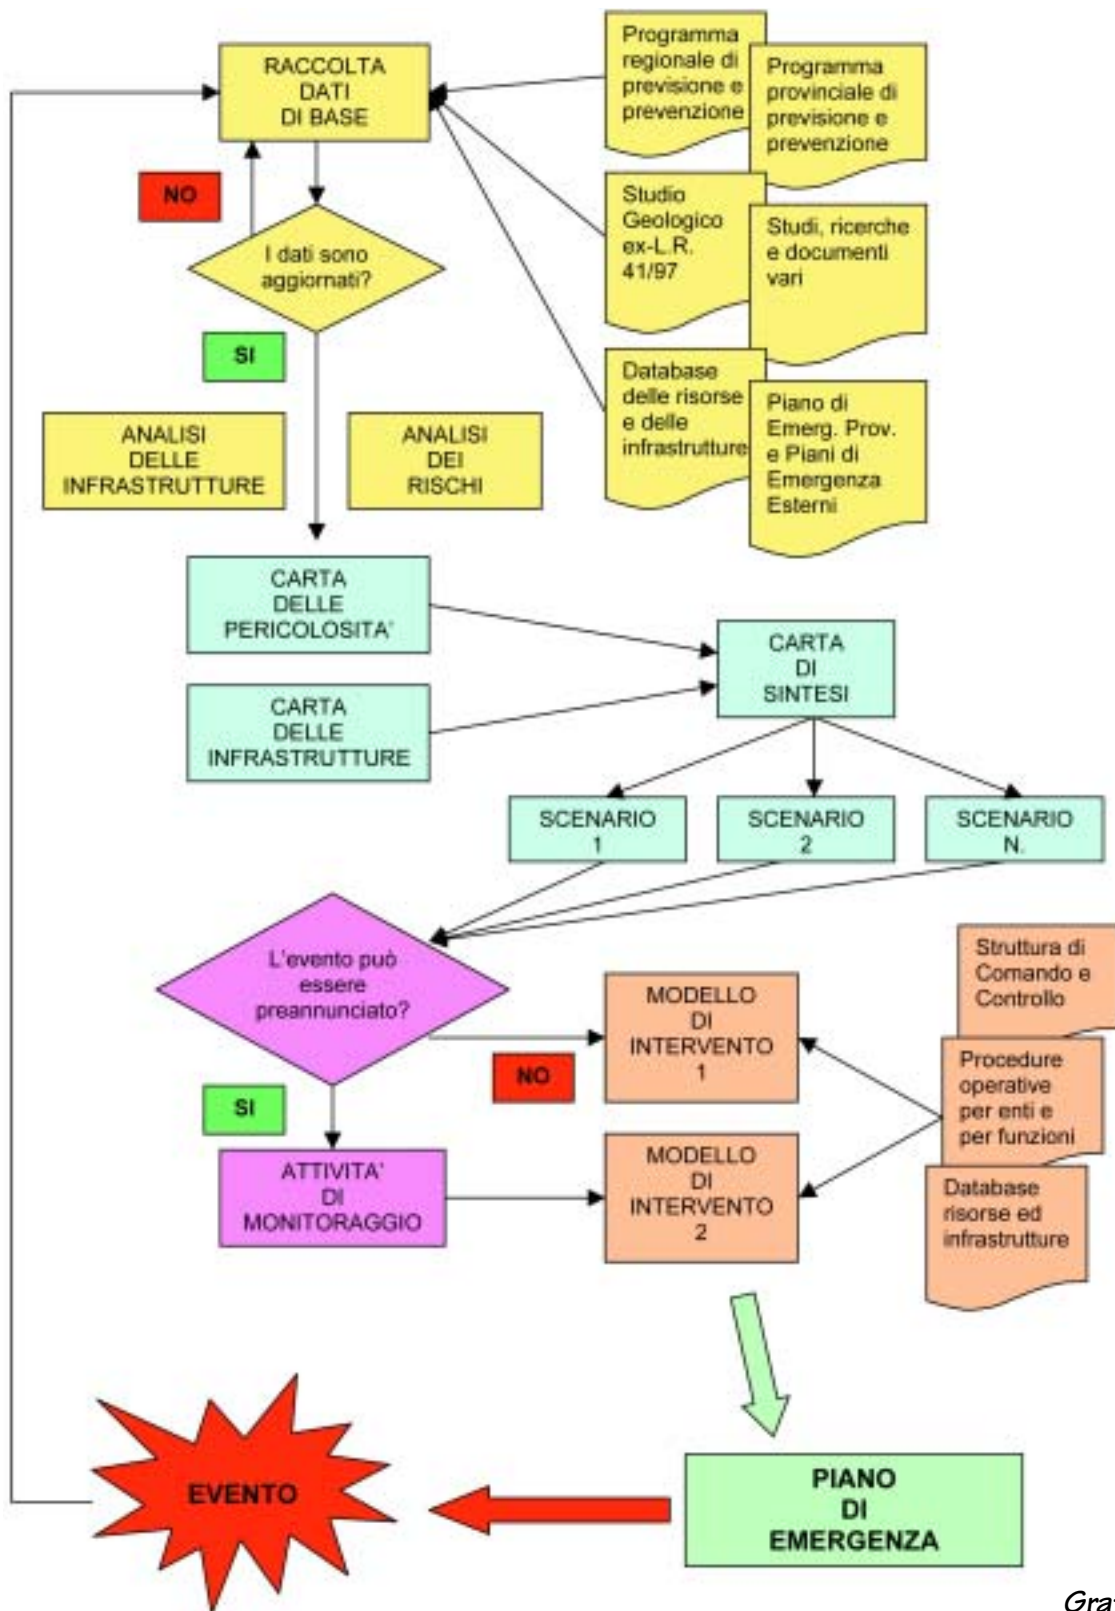 RACCOLTA
DATI
DI BASE
Programma
regionale di
previsione e
prevenzione
Programma
provinciale di
previsione e
prevenzione
NO
I dati sono
aggiornati?
Studio
Geologico
ex-L.R.
41/97
Studi, ricerche
e documenti
vari
SI
Database
delle risorse
e delle
infrastrutture
Piano di
Emerg. Prov.
e Piani di
Emergenza
Esterni
ANALISI
DELLE
INFRASTRUTTURE
ANALISI
DEI
RISCHI
CARTA
DELLE
PERICOLOSITA'
CARTA
DELLE
INFRASTRUTTURE
CARTA
DI
SINTESI
SCENARIO
1
SCENARIO
2
SCENARIO
N.
L'evento può
essere
preannunciato?
NO
SI
MODELLO
DI
INTERVENTO
1
Struttura di
Comando e
Controllo
Procedure
operative
per enti e
per funzioni
ATTIVITA'
DI
MONITORAGGIO
MODELLO
DI
INTERVENTO
2
Database
risorse ed
infrastrutture
EVENTO
PIANO
DI
EMERGENZA